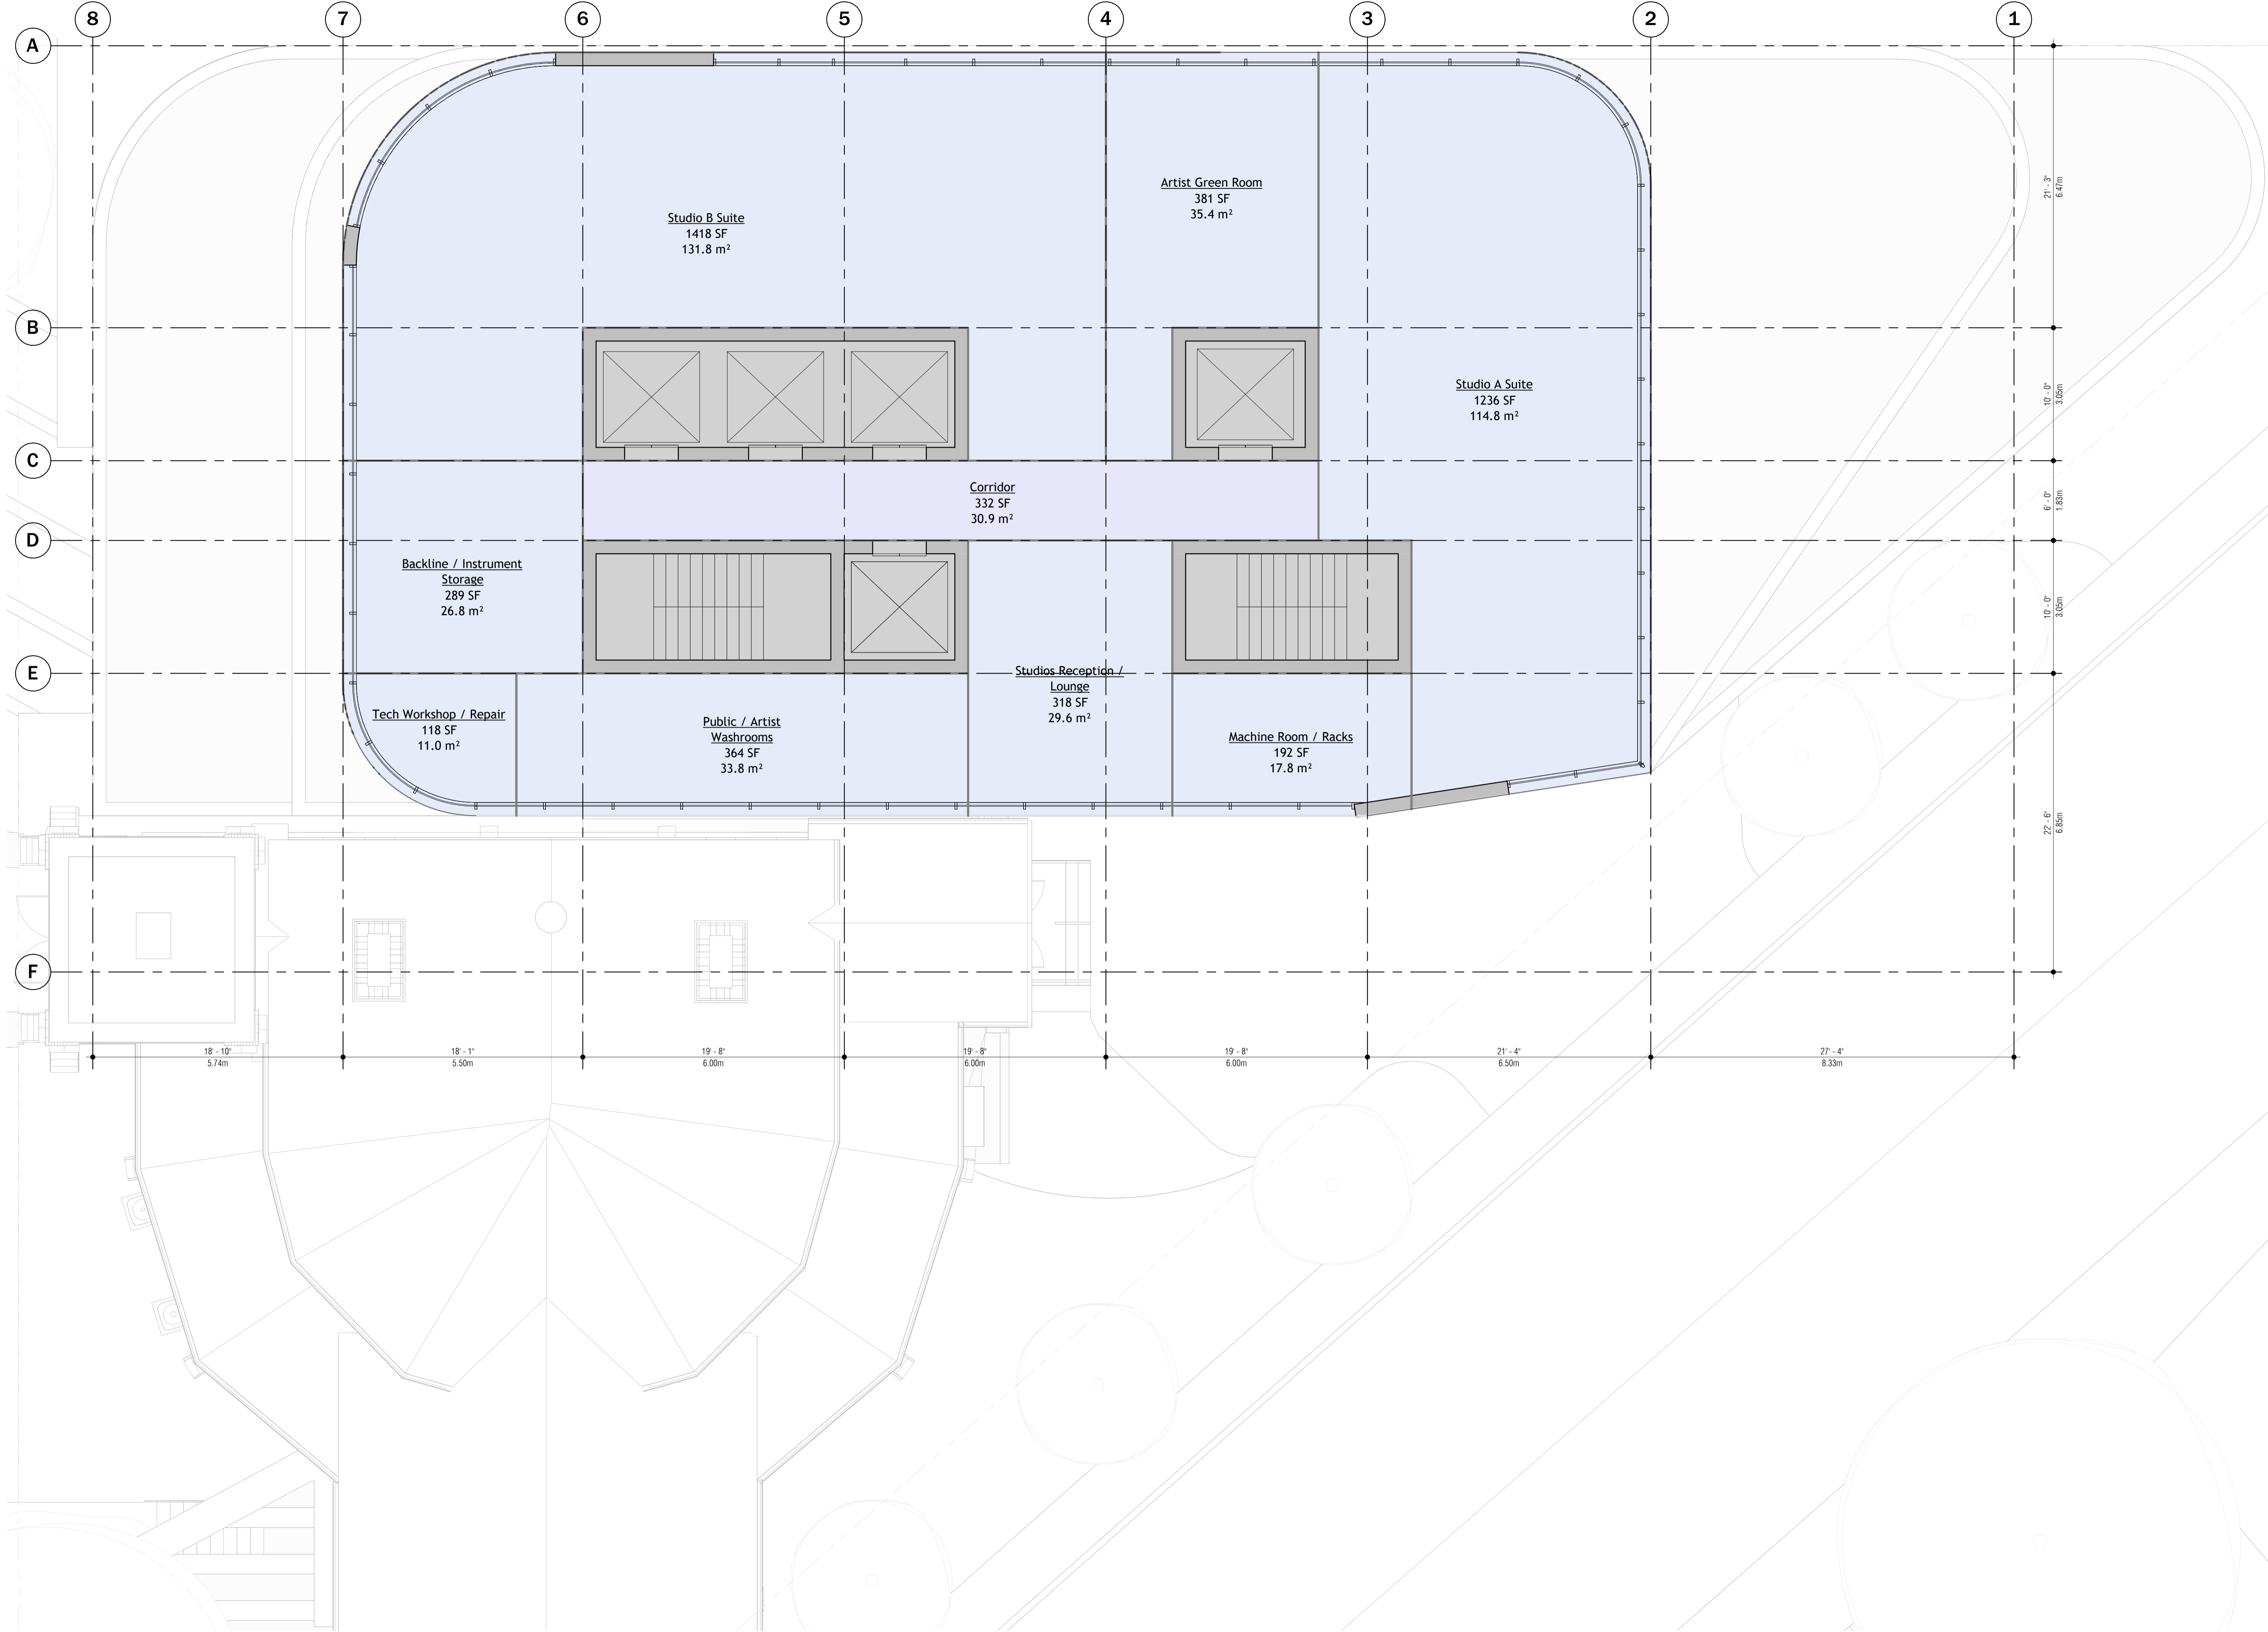 8 7 6 5 4 3 2 1
A
B
C
D
E
F
Studio B Suite
1418 SF
131.8 m²
Artist Green Room
381 SF
35.4 m²
Studio A Suite
1236 SF
114.8 m²
Corridor
332 SF
30.9 m²
Backline / Instrument
Storage
289 SF
26.8 m²
Studios Reception /
Lounge
318 SF
29.6 m²
Tech Workshop / Repair
118 SF
11.0 m²
Public / Artist
Washrooms
364 SF
33.8 m²
Machine Room / Racks
192 SF
17.8 m²
21' - 3"
6.47m
10' - 0"
3.05m
6' - 0"
1.83m
10' - 0"
3.05m
22' - 6"
6.85m
18' - 10"
5.74m
18' - 1"
5.50m
19' - 8"
6.00m
19' - 8"
6.00m
19' - 8"
6.00m
21' - 4"
6.50m
27' - 4"
8.33m